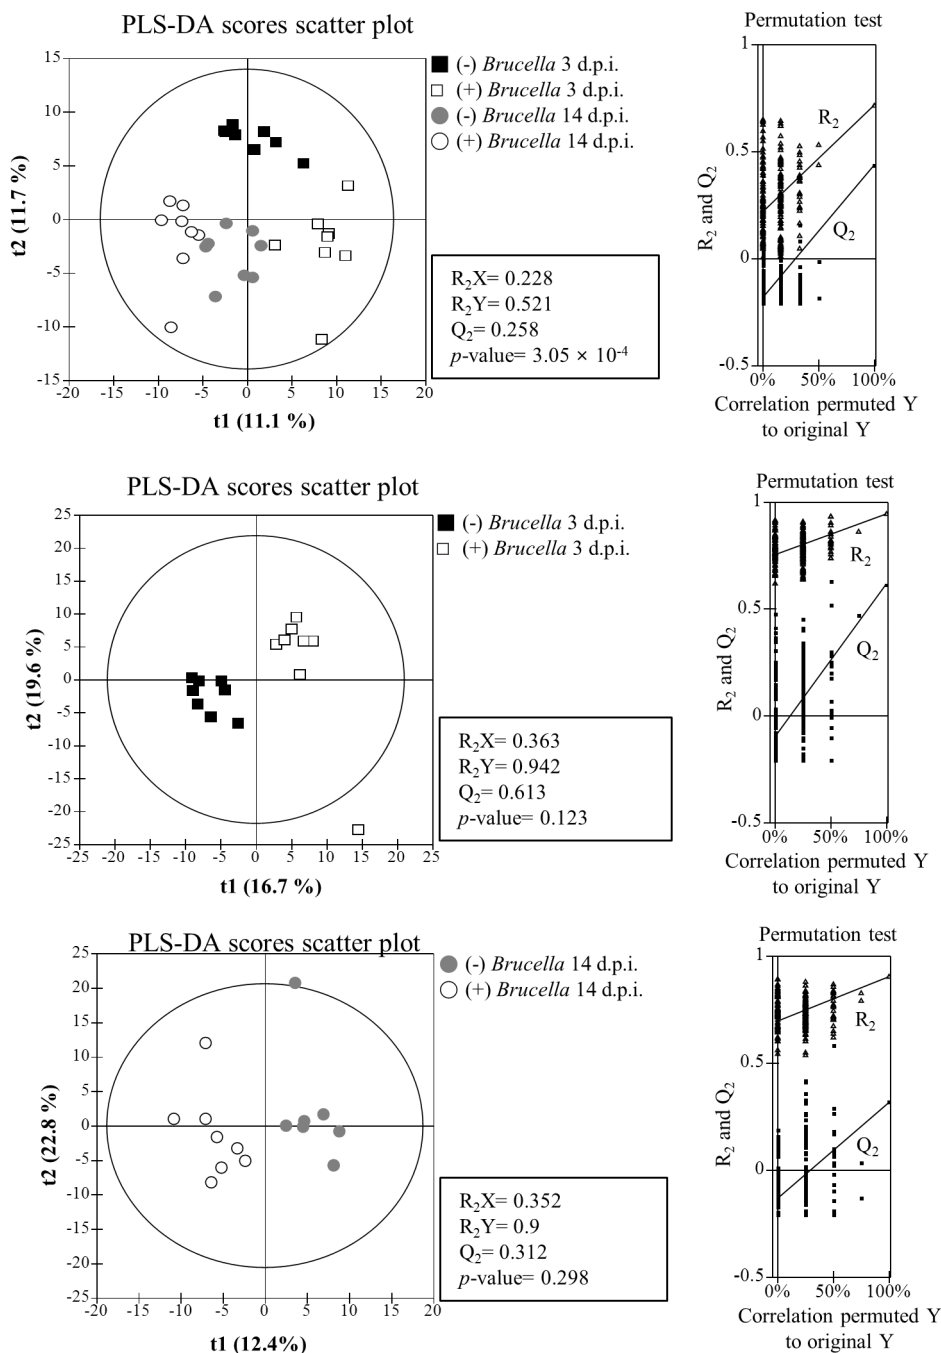 PLS-DA scores scatter plot
(-) Brucella 3 d.p.i.
(+) Brucella 3 d.p.i.
(-) Brucella 14 d.p.i.
(+) Brucella 14 d.p.i.
15
10
5
0
-5
-10
-15
t2 (11.7 %)
-20 -15 -10 -5 0 5 10 15 20
t1 (11.1 %)
R₂X= 0.228
R₂Y= 0.521
Q₂= 0.258
p-value= 3.05 × 10⁻⁴
Permutation test
1
0.5
0
-0.5
R₂ and Q₂
R₂
Q₂
0% 50% 100%
Correlation permuted Y
to original Y
PLS-DA scores scatter plot
(-) Brucella 3 d.p.i.
(+) Brucella 3 d.p.i.
25
20
15
10
5
0
-5
-10
-15
-20
-25
t2 (19.6 %)
-25 -20 -15 -10 -5 0 5 10 15 20 25
t1 (16.7 %)
R₂X= 0.363
R₂Y= 0.942
Q₂= 0.613
p-value= 0.123
Permutation test
1
0.5
0
-0.5
R₂ and Q₂
R₂
Q₂
0% 50% 100%
Correlation permuted Y
to original Y
PLS-DA scores scatter plot
(-) Brucella 14 d.p.i.
(+) Brucella 14 d.p.i.
25
20
15
10
5
0
-5
-10
-15
-20
-25
t2 (22.8 %)
-20 -15 -10 -5 0 5 10 15 20
t1 (12.4%)
R₂X= 0.352
R₂Y= 0.9
Q₂= 0.312
p-value= 0.298
Permutation test
1
0.5
0
-0.5
R₂ and Q₂
R₂
Q₂
0% 50% 100%
Correlation permuted Y
to original Y